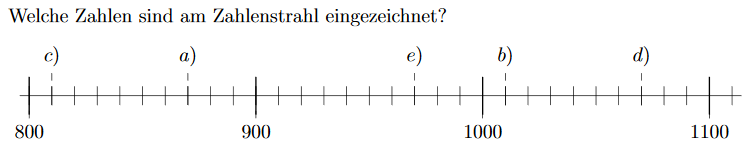 Welche Zahlen sind am Zahlenstrahl eingezeichnet?
c) a) e) b) d)
800 900 1000 1100